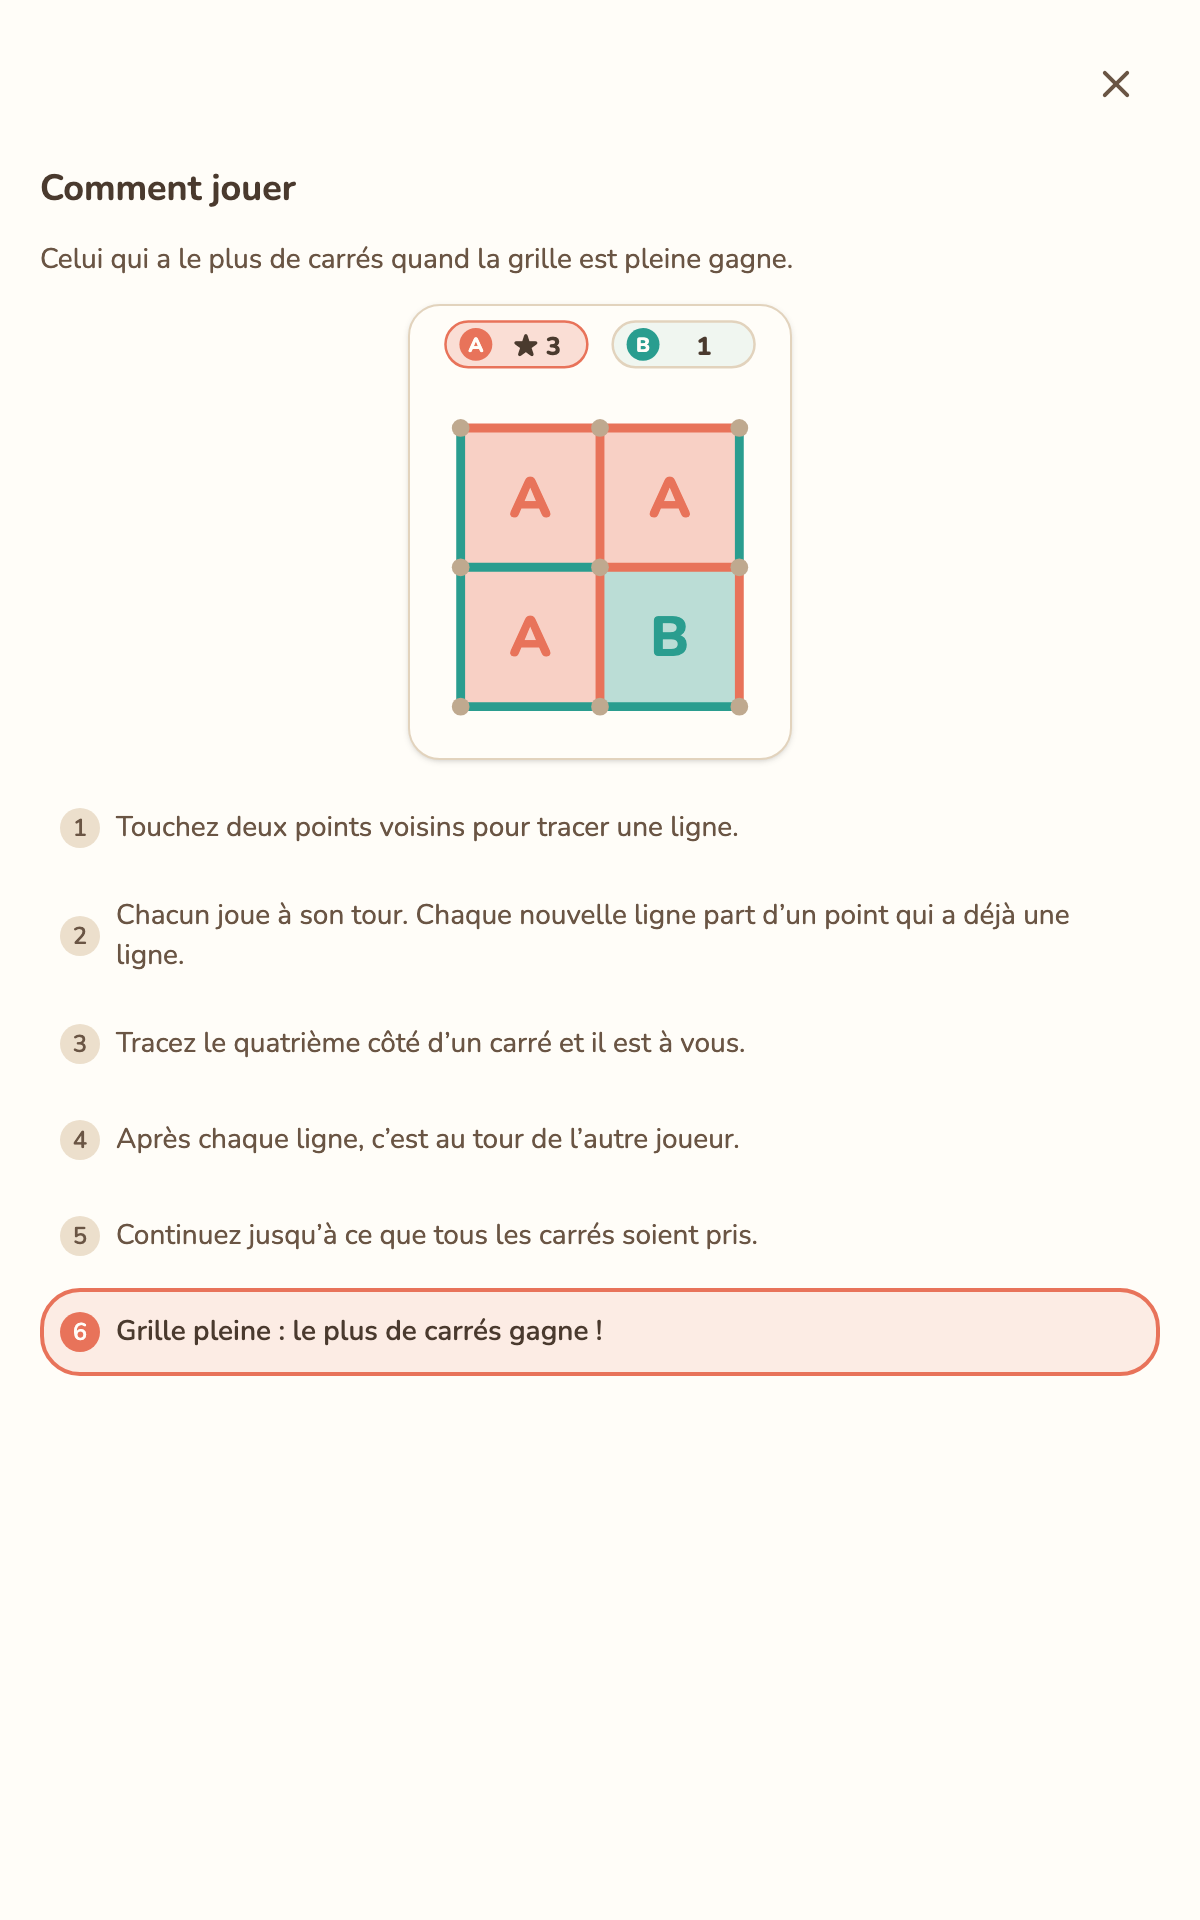 Comment jouer
Celui qui a le plus de carrés quand la grille est pleine gagne.
A ★ 3 B 1
A A
A B
1 Touchez deux points voisins pour tracer une ligne.
2 Chacun joue à son tour. Chaque nouvelle ligne part d’un point qui a déjà une
ligne.
3 Tracez le quatrième côté d’un carré et il est à vous.
4 Après chaque ligne, c’est au tour de l’autre joueur.
5 Continuez jusqu’à ce que tous les carrés soient pris.
6 Grille pleine : le plus de carrés gagne !